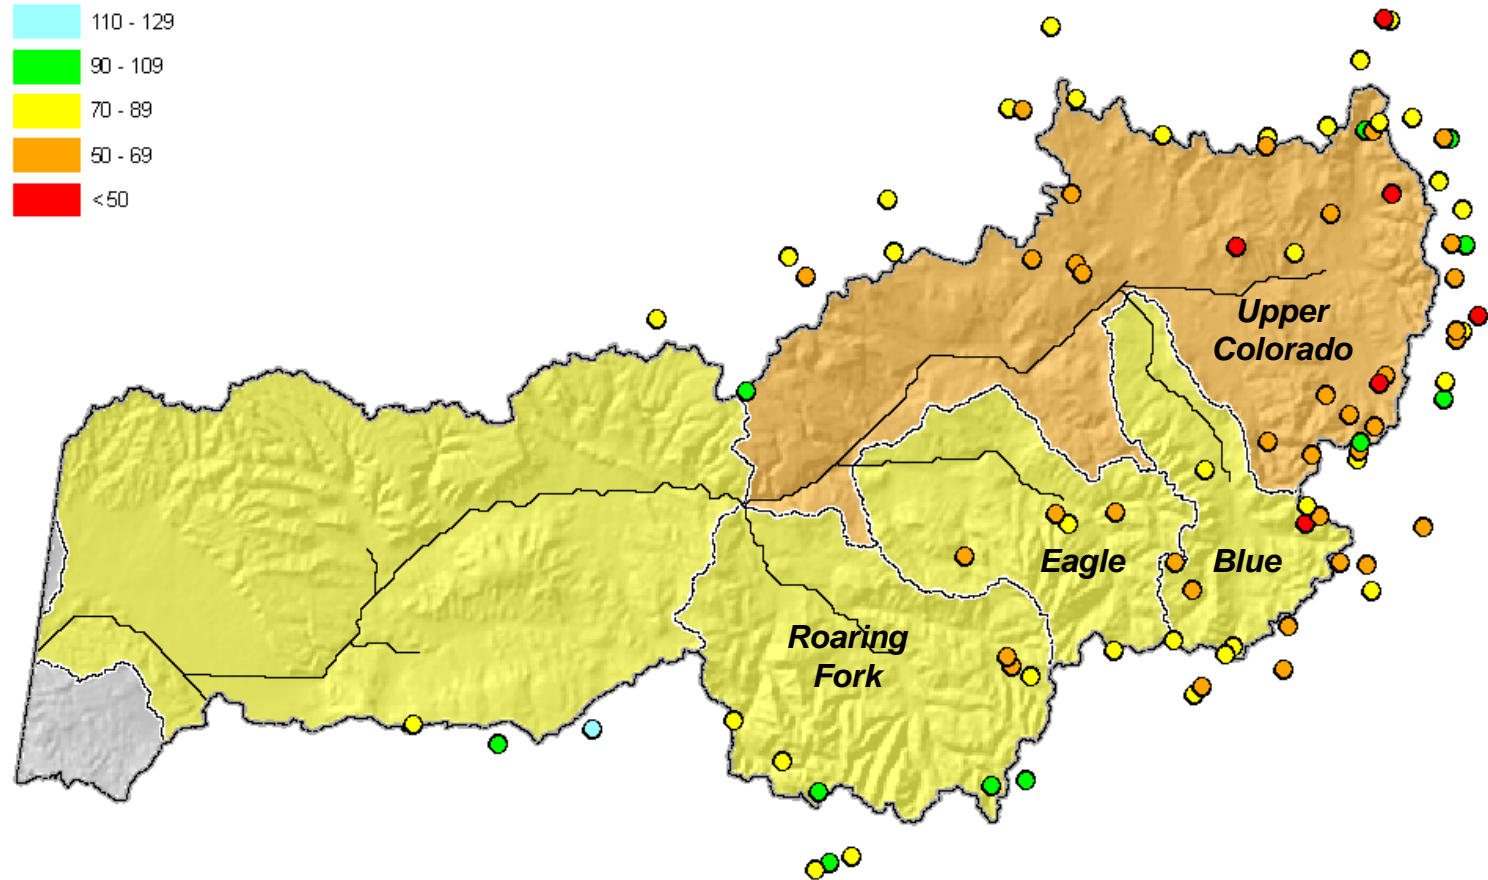 110 - 129
90 - 109
70 - 89
50 - 69
<50
Upper
Colorado
Eagle
Blue
Roaring
Fork